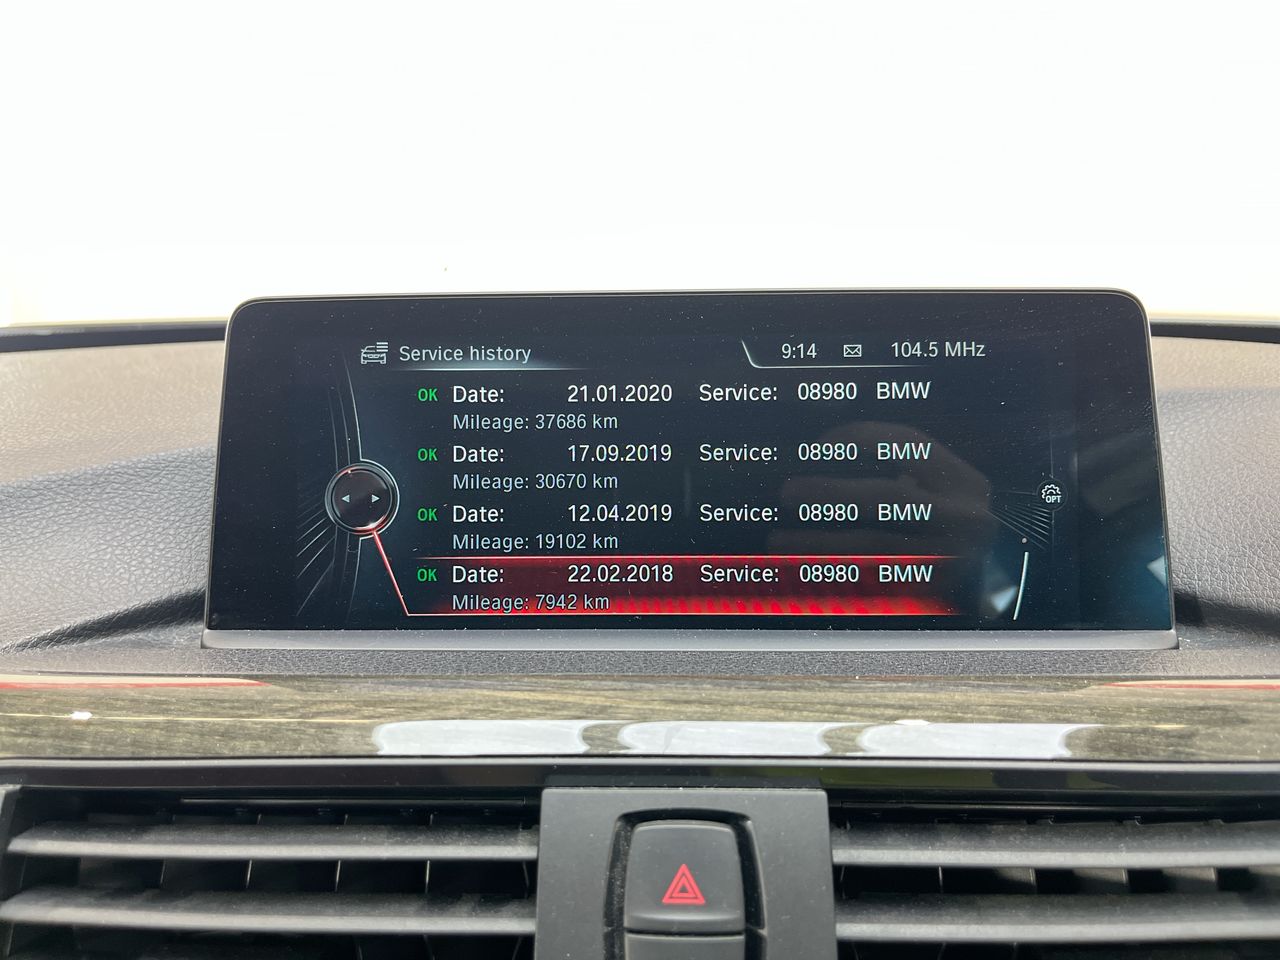 Service history
9:14 104.5 MHz
OK Date: 21.01.2020 Service: 08980 BMW
Mileage: 37686 km
OK Date: 17.09.2019 Service: 08980 BMW
Mileage: 30670 km
OPT
OK Date: 12.04.2019 Service: 08980 BMW
Mileage: 19102 km
OK Date: 22.02.2018 Service: 08980 BMW
Mileage: 7942 km